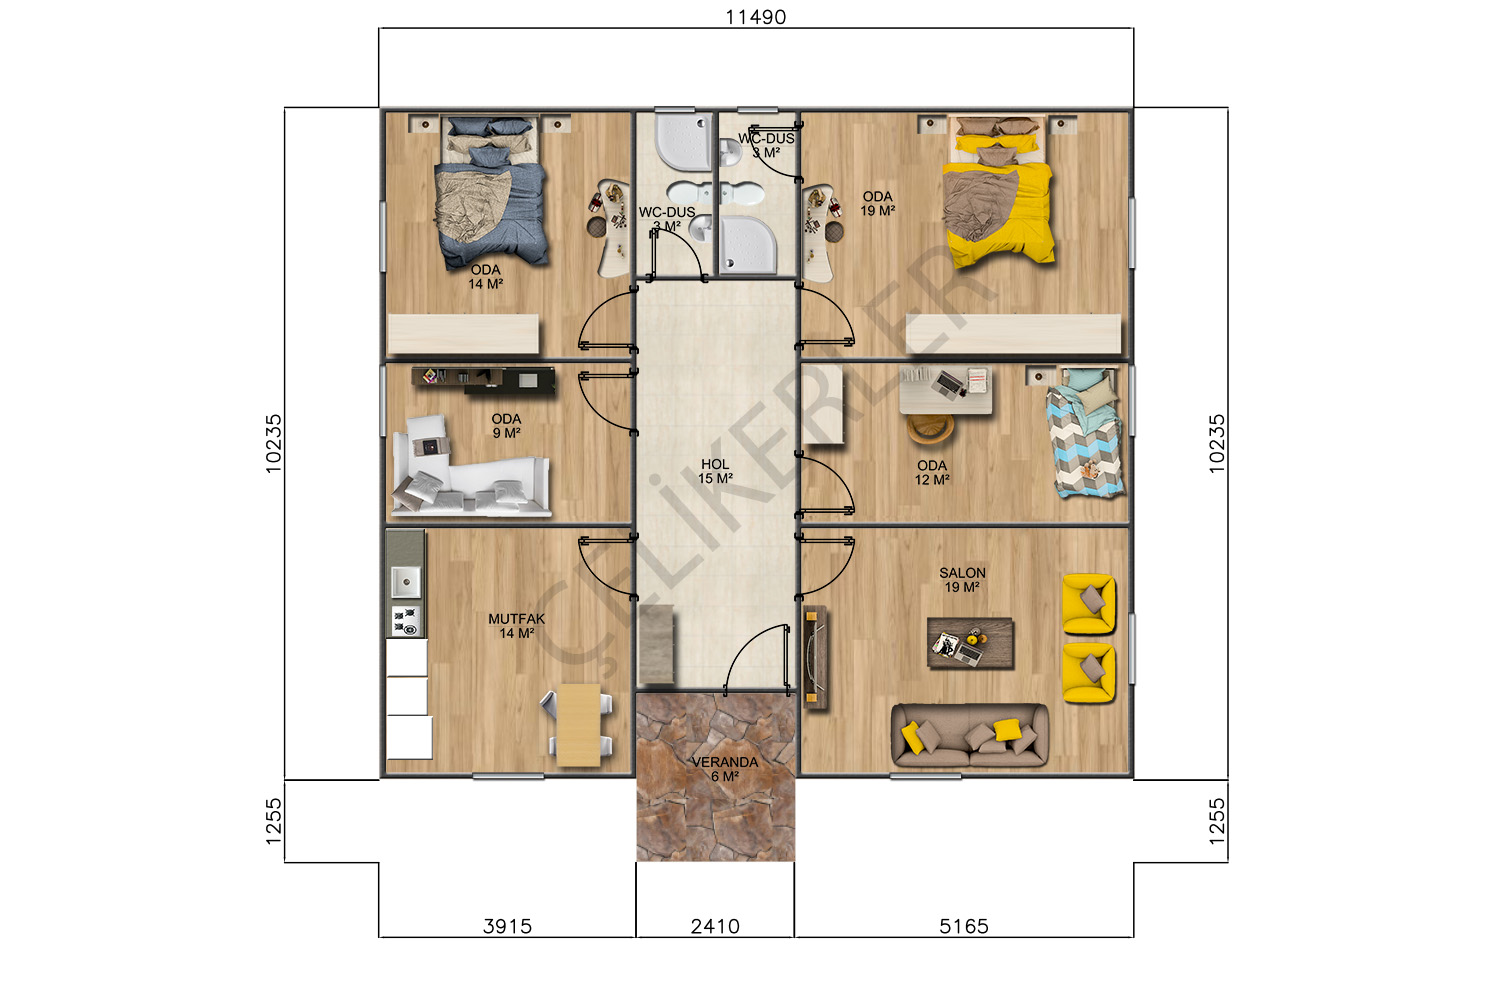 11490
WC-DUS
3 M²
ODA
19 M²
WC-DUS
3 M²
ODA
14 M²
ODA
9 M²
10235
10235
HOL
15 M²
ODA
12 M²
SALON
19 M²
MUTFAK
14 M²
VERANDA
6 M²
1255
1255
3915
2410
5165
ÇELİKERLER